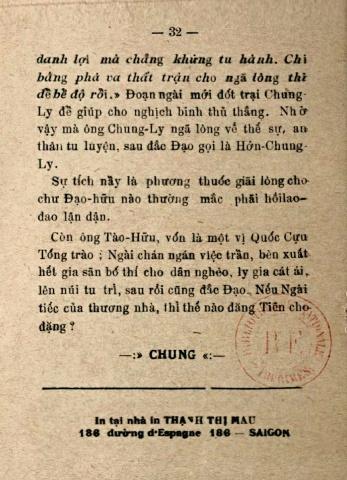 — 32 —
danh lợi mà chẳng khứng tu hành. Chi
bằng phá va thất trận cho ngã lòng thì
dễ bề độ rồi.» Đoạn ngài mới đốt trại Chung-
Ly để giúp cho nghịch binh thủ thắng. Nhờ
vậy mà ông Chung-Ly ngã lòng về thế sự, an
thân tu luyện, sau đắc Đạo gọi là Hớn-Chung-
Ly.
Sự tích nầy là phương thuốc giải lòng cho
chư Đạo-hữu nào thường mắc phải hồilao-
đao lận đận.
Còn ông Tào-Hữu, vốn là một vị Quốc Cựu
Tống trào ; Ngài chán ngán việc trần, bèn xuất
hết gia sản bố thí cho dân nghèo, ly gia cát ái,
lên núi tu trì, sau rồi cũng đắc Đạo. Nếu Ngài
tiếc của thương nhà, thì thế nào đặng Tiên cho
đặng ?
—:» CHUNG «:—
In tại nhà in THẠNH THỊ MAU
186 đường d'Espagne 186 — SAIGON